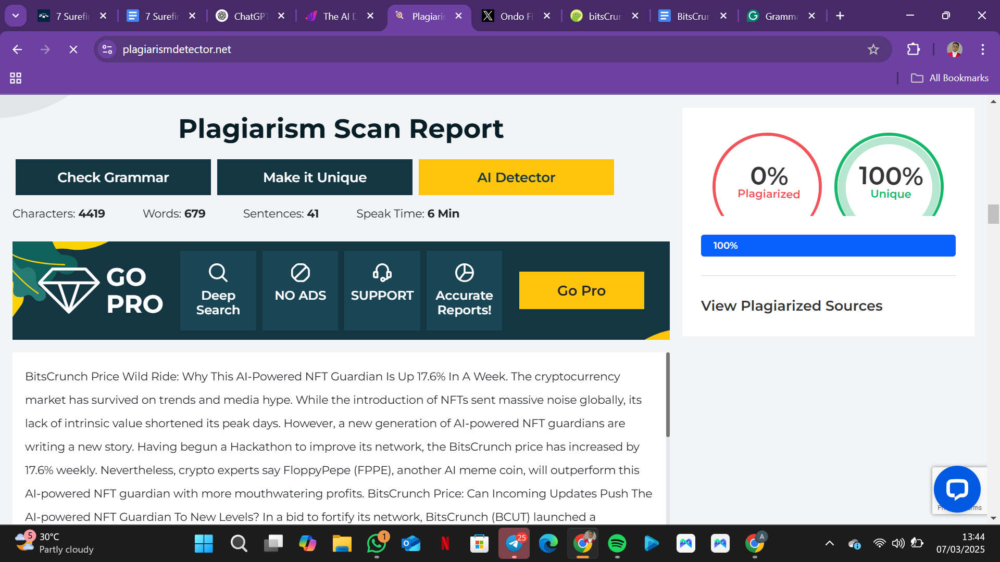 7 Surefir
7 Surefir
ChatGPT
The AI D
Plagiaris
Ondo Fi
bitsCrun
BitsCrun
Gramma
plagiarismdetector.net
All Bookmarks
Plagiarism Scan Report
Check Grammar
Make it Unique
AI Detector
Characters: 4419
Words: 679
Sentences: 41
Speak Time: 6 Min
0%
Plagiarized
100%
Unique
100%
View Plagiarized Sources
GO
PRO
Deep
Search
NO ADS
SUPPORT
Accurate
Reports!
Go Pro
BitsCrunch Price Wild Ride: Why This AI-Powered NFT Guardian Is Up 17.6% In A Week. The cryptocurrency
market has survived on trends and media hype. While the introduction of NFTs sent massive noise globally, its
lack of intrinsic value shortened its peak days. However, a new generation of AI-powered NFT guardians are
writing a new story. Having begun a Hackathon to improve its network, the BitsCrunch price has increased by
17.6% weekly. Nevertheless, crypto experts say FloppyPepe (FPPE), another AI meme coin, will outperform this
AI-powered NFT guardian with more mouthwatering profits. BitsCrunch Price: Can Incoming Updates Push The
AI-powered NFT Guardian To New Levels? In a bid to fortify its network, BitsCrunch (BCUT) launched a
5
30°C
Partly cloudy
1
25
A
13:44
07/03/2025